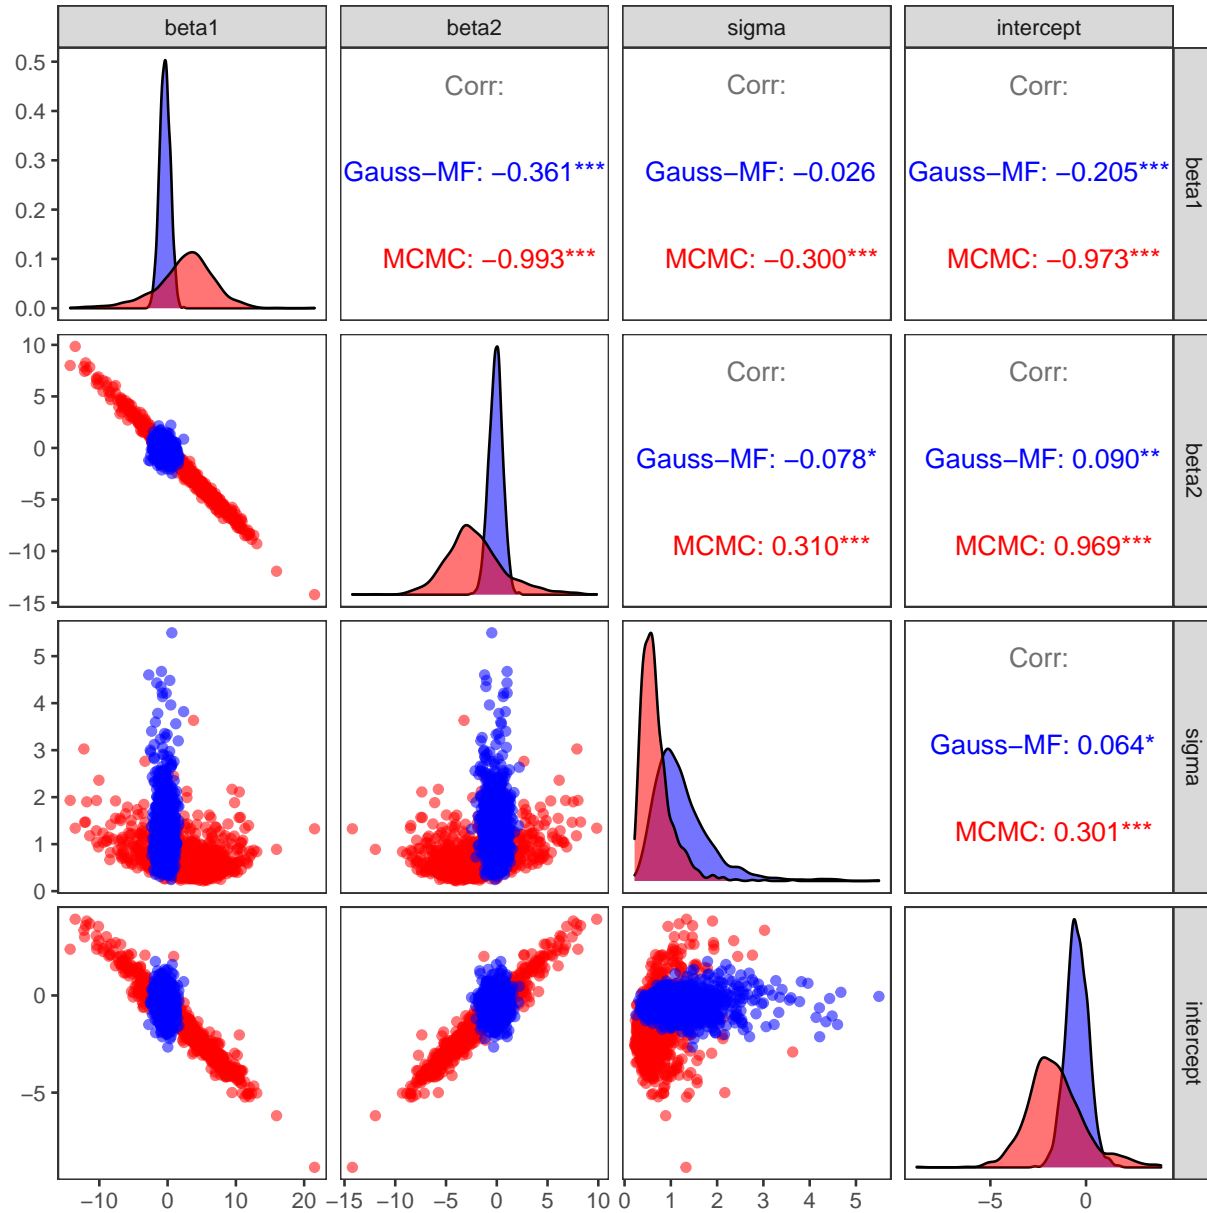 beta1 beta2 sigma intercept
0.5
0.4
0.3
0.2
0.1
0.0
Corr:
Gauss−MF: −0.361***
MCMC: −0.993***
Corr:
Gauss−MF: −0.026
MCMC: −0.300***
Corr:
Gauss−MF: −0.205***
MCMC: −0.973***
beta1
10
5
0
−5
−10
−15
Corr:
Gauss−MF: −0.078*
MCMC: 0.310***
Corr:
Gauss−MF: 0.090**
MCMC: 0.969***
beta2
5
4
3
2
1
0
Corr:
Gauss−MF: 0.064*
MCMC: 0.301***
sigma
0
−5
intercept
−10 0 10 20 −15 −10 −5 0 5 10 0 1 2 3 4 5 −5 0